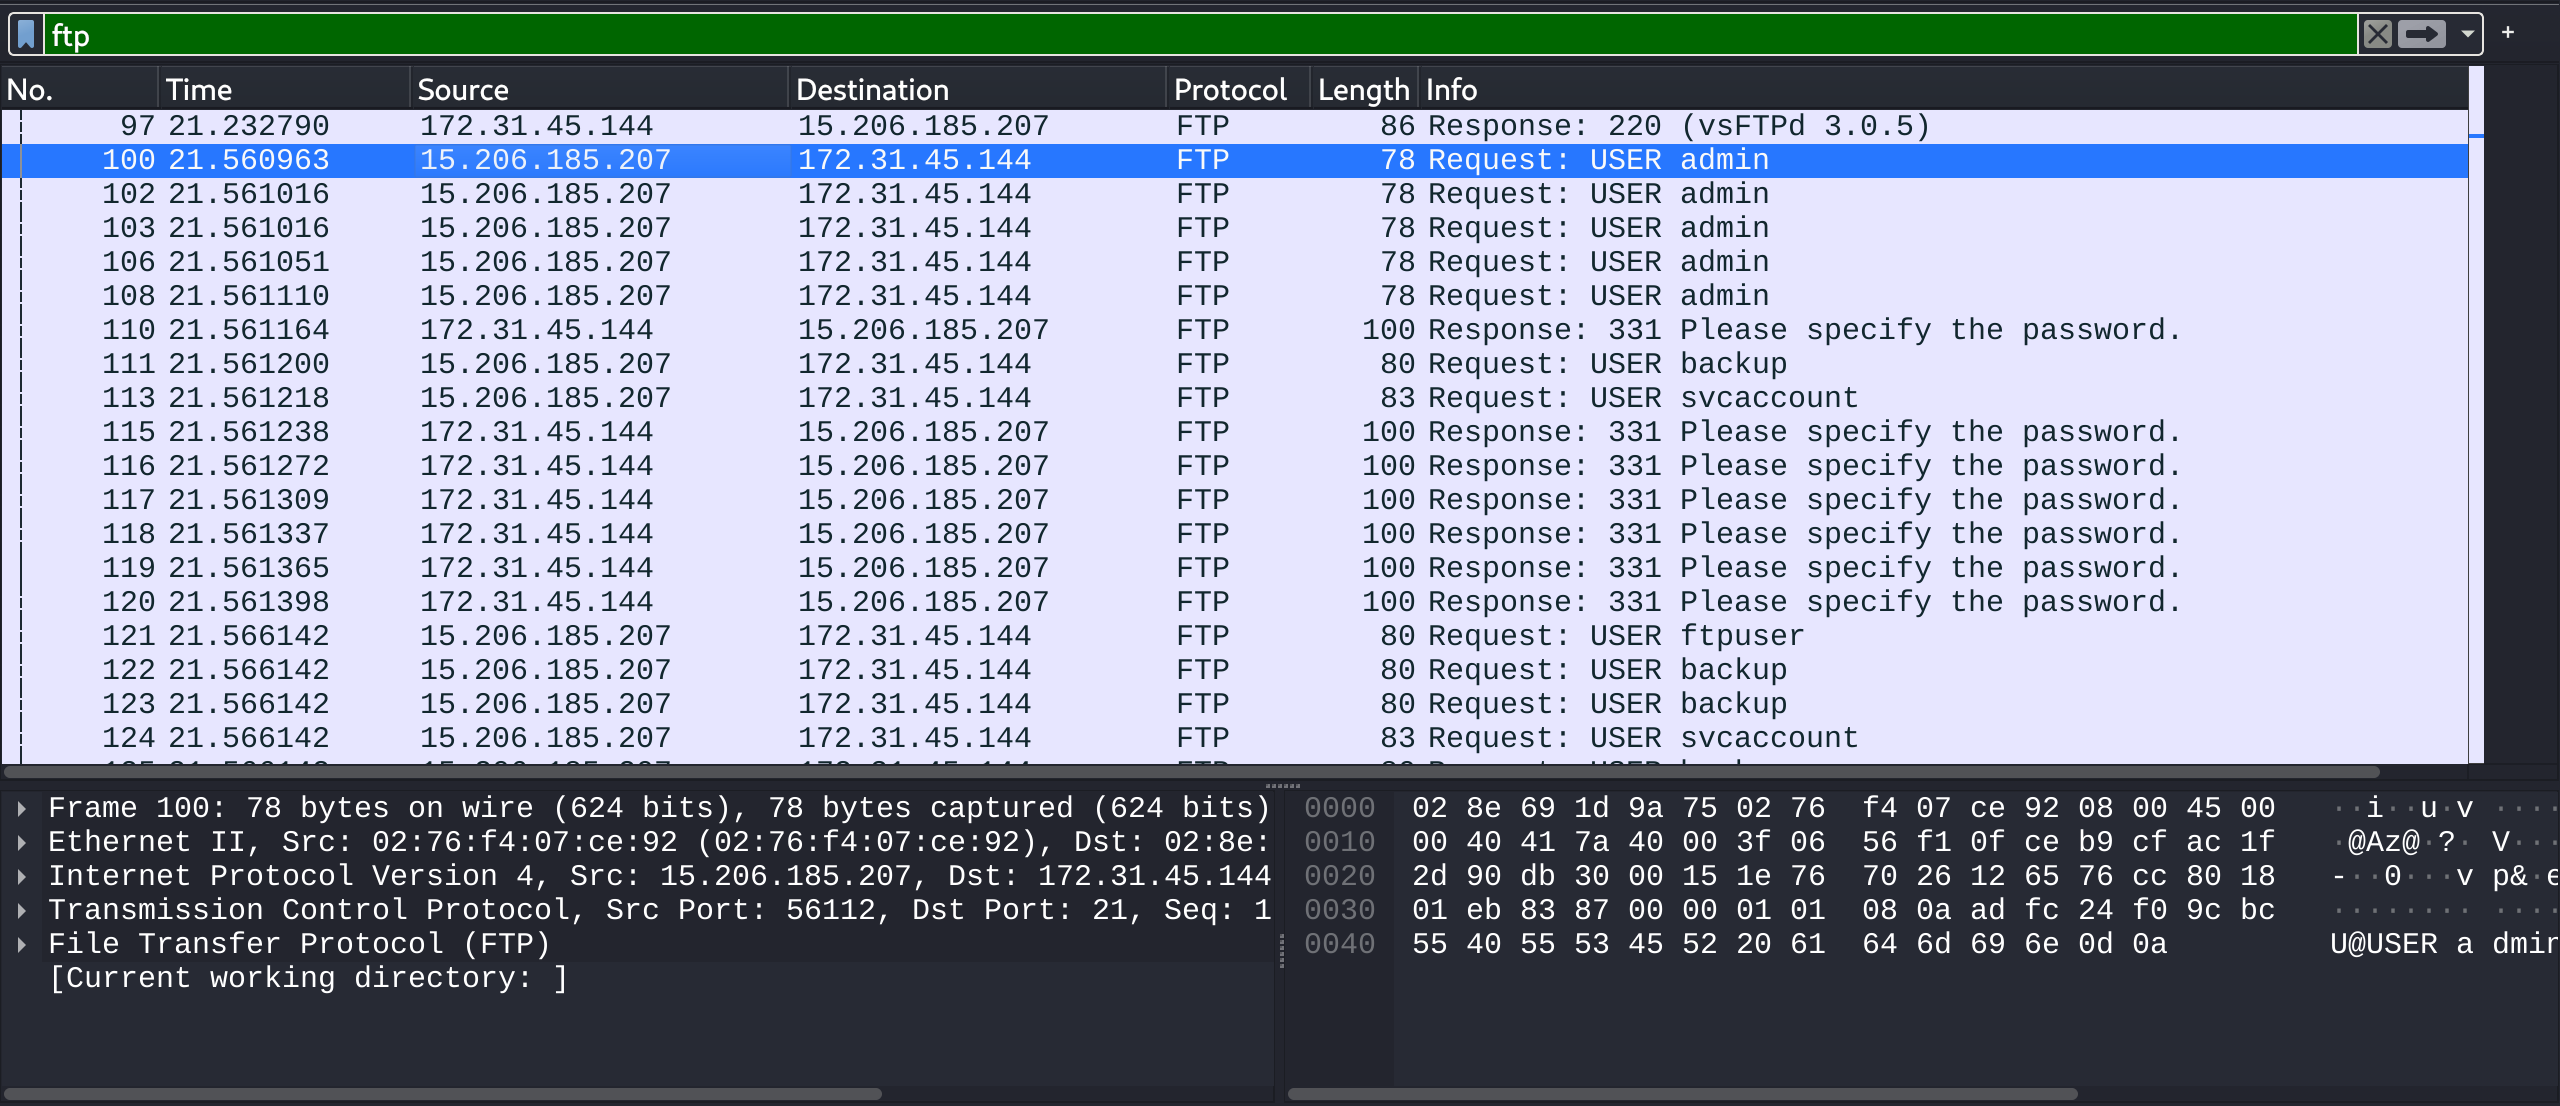 ftp
No. Time Source Destination Protocol Length Info
97 21.232790 172.31.45.144 15.206.185.207 FTP 86 Response: 220 (vsFTPd 3.0.5)
100 21.560963 15.206.185.207 172.31.45.144 FTP 78 Request: USER admin
102 21.561016 15.206.185.207 172.31.45.144 FTP 78 Request: USER admin
103 21.561016 15.206.185.207 172.31.45.144 FTP 78 Request: USER admin
106 21.561051 15.206.185.207 172.31.45.144 FTP 78 Request: USER admin
108 21.561110 15.206.185.207 172.31.45.144 FTP 78 Request: USER admin
110 21.561164 172.31.45.144 15.206.185.207 FTP 100 Response: 331 Please specify the password.
111 21.561200 15.206.185.207 172.31.45.144 FTP 80 Request: USER backup
113 21.561218 15.206.185.207 172.31.45.144 FTP 83 Request: USER svcaccount
115 21.561238 172.31.45.144 15.206.185.207 FTP 100 Response: 331 Please specify the password.
116 21.561272 172.31.45.144 15.206.185.207 FTP 100 Response: 331 Please specify the password.
117 21.561309 172.31.45.144 15.206.185.207 FTP 100 Response: 331 Please specify the password.
118 21.561337 172.31.45.144 15.206.185.207 FTP 100 Response: 331 Please specify the password.
119 21.561365 172.31.45.144 15.206.185.207 FTP 100 Response: 331 Please specify the password.
120 21.561398 172.31.45.144 15.206.185.207 FTP 100 Response: 331 Please specify the password.
121 21.566142 15.206.185.207 172.31.45.144 FTP 80 Request: USER ftpuser
122 21.566142 15.206.185.207 172.31.45.144 FTP 80 Request: USER backup
123 21.566142 15.206.185.207 172.31.45.144 FTP 80 Request: USER backup
124 21.566142 15.206.185.207 172.31.45.144 FTP 83 Request: USER svcaccount
Frame 100: 78 bytes on wire (624 bits), 78 bytes captured (624 bits)
Ethernet II, Src: 02:76:f4:07:ce:92 (02:76:f4:07:ce:92), Dst: 02:8e:
Internet Protocol Version 4, Src: 15.206.185.207, Dst: 172.31.45.144
Transmission Control Protocol, Src Port: 56112, Dst Port: 21, Seq: 1
File Transfer Protocol (FTP)
[Current working directory: ]
0000 02 8e 69 1d 9a 75 02 76 f4 07 ce 92 08 00 45 00 ··i··u·v ····
0010 00 40 41 7a 40 00 3f 06 56 f1 0f ce b9 cf ac 1f ·@Az@·?· V···
0020 2d 90 db 30 00 15 1e 76 70 26 12 65 76 cc 80 18 -··0···v p&·e
0030 01 eb 83 87 00 00 01 01 08 0a ad fc 24 f0 9c bc ········ ····
0040 55 40 55 53 45 52 20 61 64 6d 69 6e 0d 0a U@USER a dmin